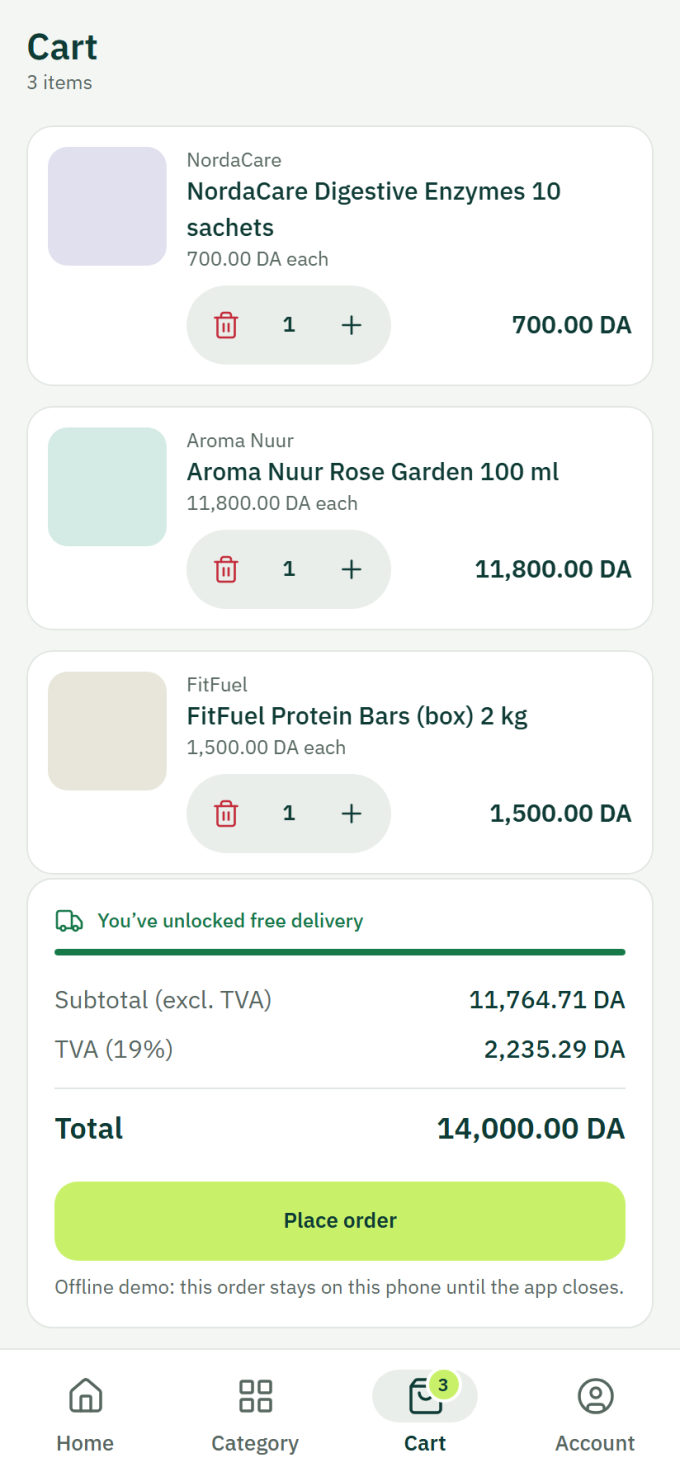 Cart
3 items
NordaCare
NordaCare Digestive Enzymes 10
sachets
700.00 DA each
1
700.00 DA
Aroma Nuur
Aroma Nuur Rose Garden 100 ml
11,800.00 DA each
1
11,800.00 DA
FitFuel
FitFuel Protein Bars (box) 2 kg
1,500.00 DA each
1
1,500.00 DA
You’ve unlocked free delivery
Subtotal (excl. TVA) 11,764.71 DA
TVA (19%) 2,235.29 DA
Total 14,000.00 DA
Place order
Offline demo: this order stays on this phone until the app closes.
3
Home Category Cart Account